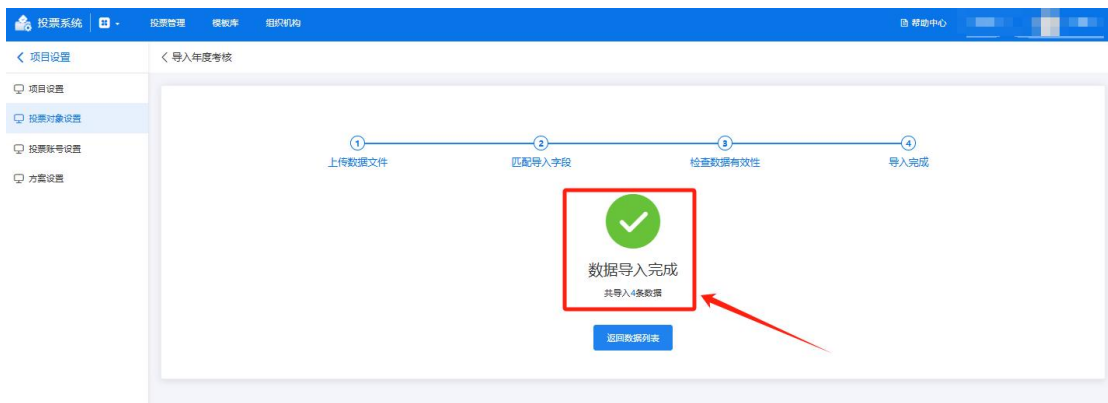 投票系统
投票管理 模板库 组织机构
帮助中心
项目设置
导入年度考核
项目设置
投票对象设置
投票账号设置
方案设置
1 2 3 4
上传数据文件 匹配导入字段 检查数据有效性 导入完成
数据导入完成
共导入4条数据
返回数据列表